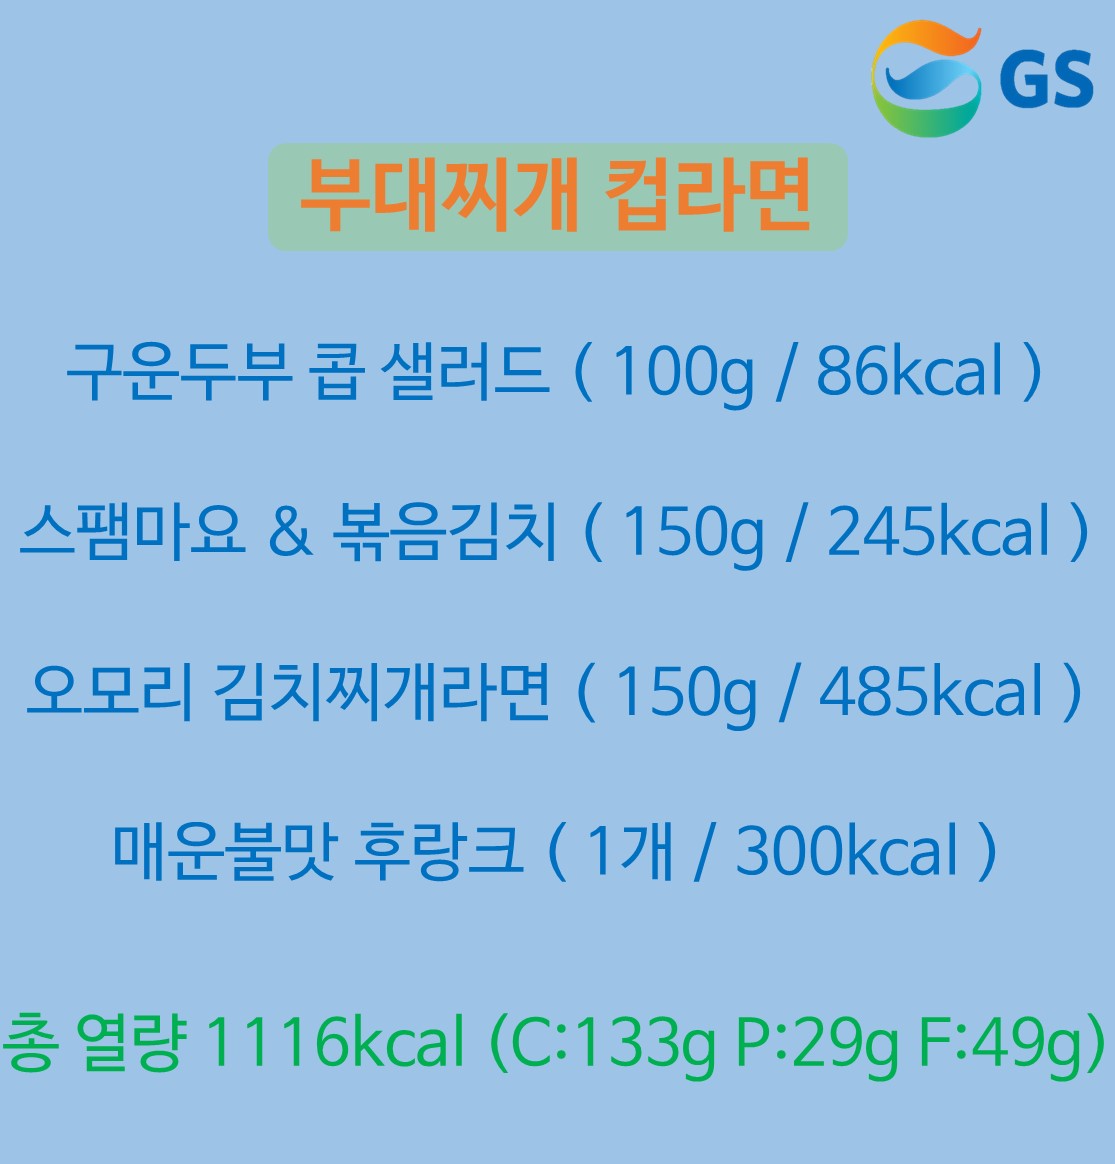 GS
부대찌개 컵라면
구운두부 콥 샐러드 ( 100g / 86kcal )
스팸마요 & 볶음김치 ( 150g / 245kcal )
오모리 김치찌개라면 ( 150g / 485kcal )
매운불맛 후랑크 ( 1개 / 300kcal )
총 열량 1116kcal (C:133g P:29g F:49g)